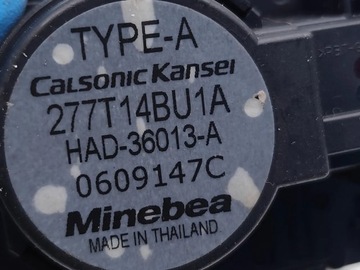 TYPE-A
CALSONIC KANSEI
277T14BU1A
HAD-36013-A
0609147C
Minebea
MADE IN THAILAND